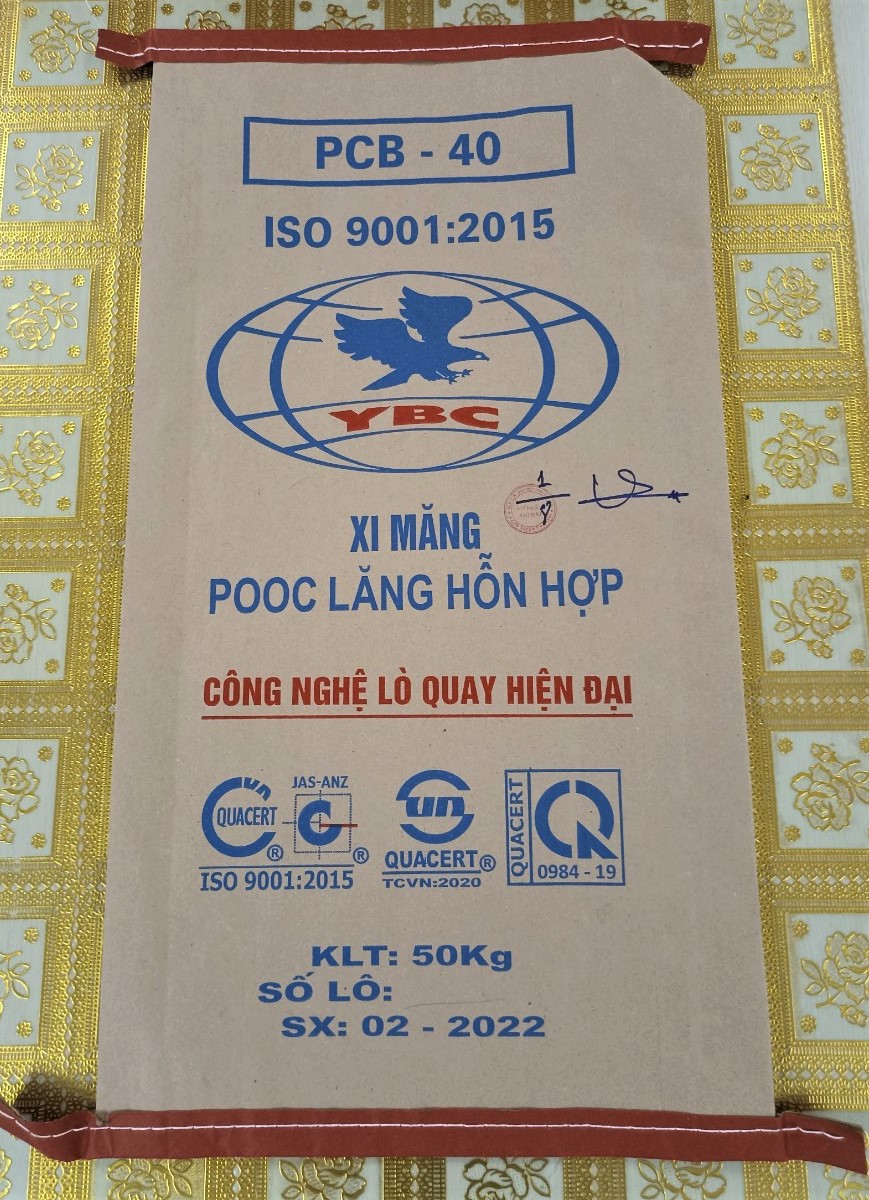 PCB - 40
ISO 9001:2015
YBC
XI MĂNG
POOC LĂNG HỖN HỢP
CÔNG NGHỆ LÒ QUAY HIỆN ĐẠI
QUACERT
®
JAS-ANZ
®
ISO 9001:2015
QUACERT®
TCVN:2020
QUACERT
0984 - 19
KLT: 50Kg
SỐ LÔ:
SX: 02 - 2022